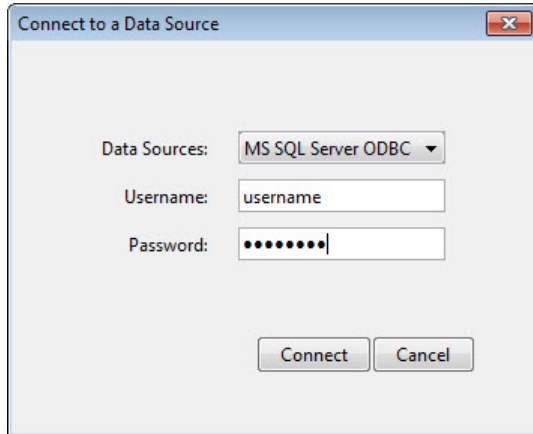 Connect to a Data Source
Data Sources: MS SQL Server ODBC
Username: username
Password: ●●●●●●●●
Connect Cancel